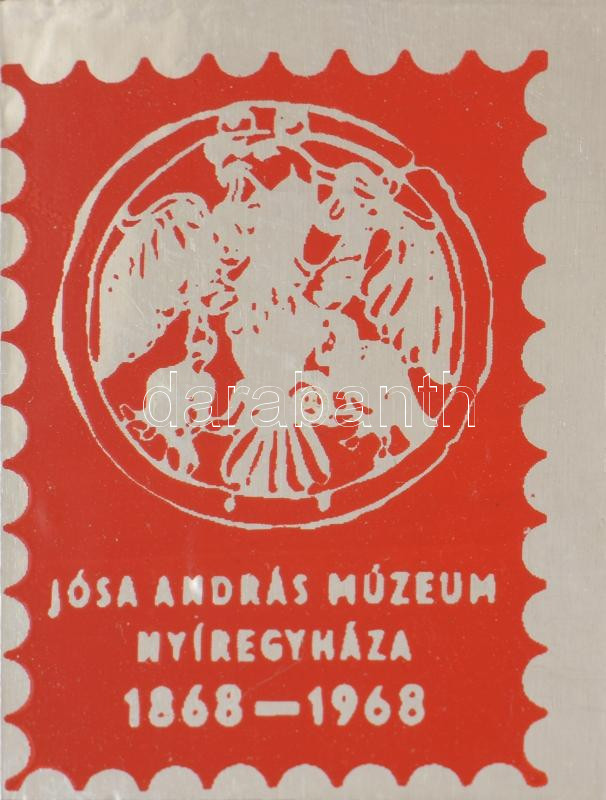 darabanth
JÓSA ANDRÁS MÚZEUM
NYÍREGYHÁZA
1868–1968